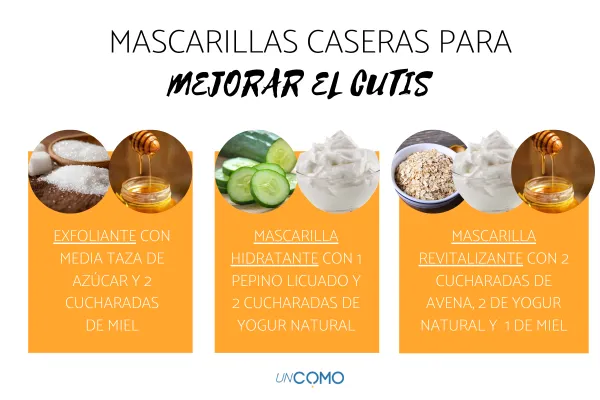 MASCARILLAS CASERAS PARA
MEJORAR EL CUTIS
EXFOLIANTE CON
MEDIA TAZA DE
AZÚCAR Y 2
CUCHARADAS
DE MIEL
MASCARILLA
HIDRATANTE CON 1
PEPINO LICUADO Y
2 CUCHARADAS DE
YOGUR NATURAL
MASCARILLA
REVITALIZANTE CON 2
CUCHARADAS DE
AVENA, 2 DE YOGUR
NATURAL Y 1 DE MIEL
UNCOMO